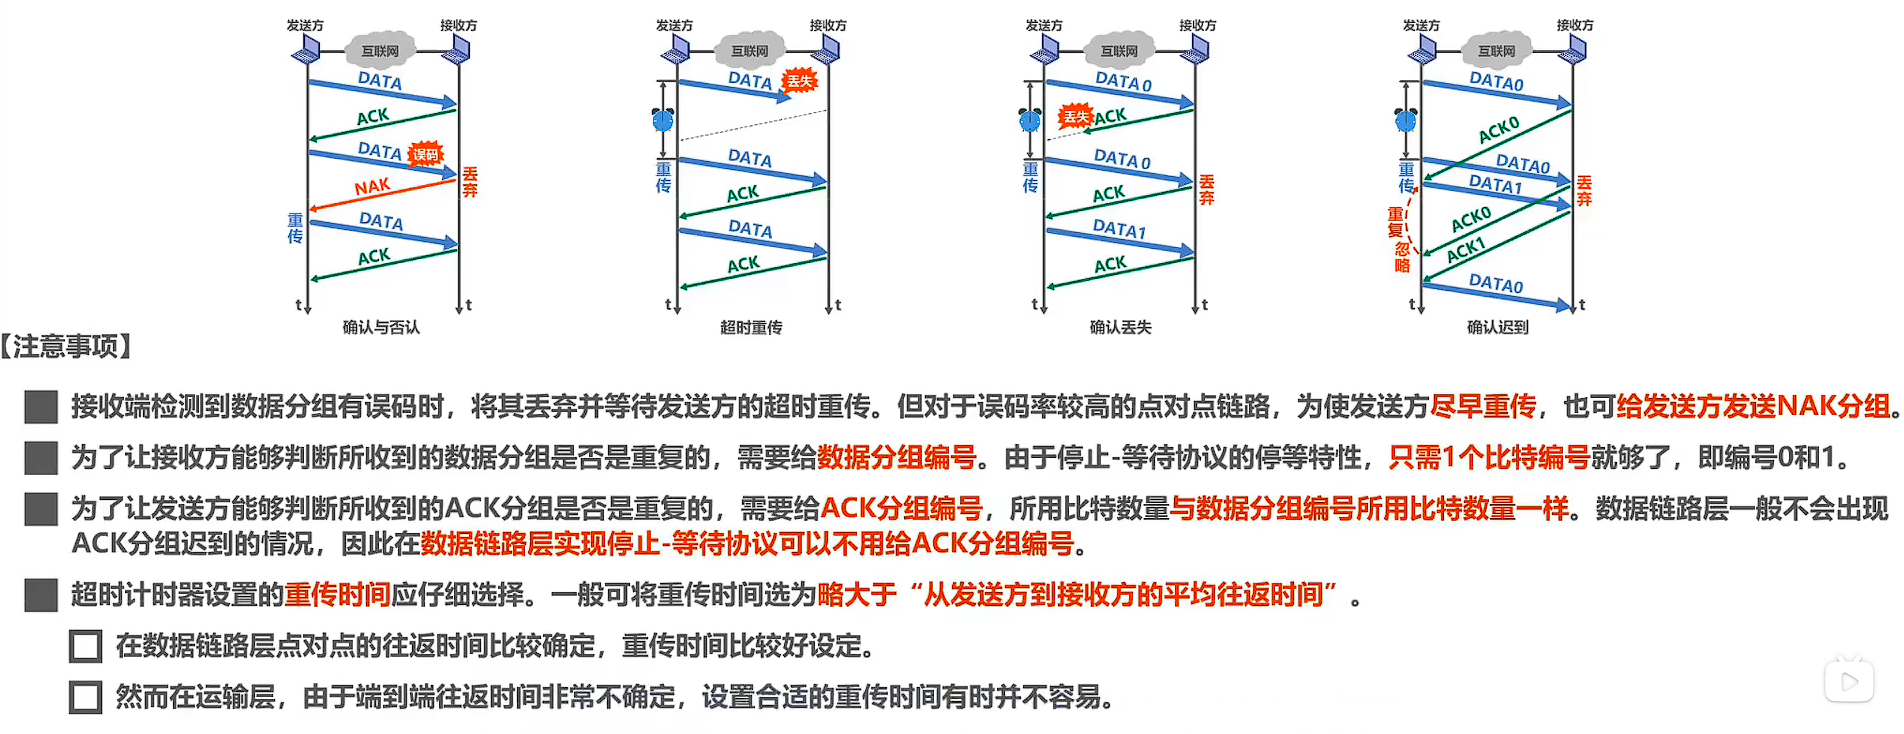 发送方 接收方
互联网
DATA
ACK
DATA 误码
NAK 丢弃
重传
DATA
ACK
t t
确认与否认
发送方 接收方
互联网
DATA 丢失
重传
DATA
ACK
DATA
ACK
t t
超时重传
发送方 接收方
互联网
DATA 0
丢失 ACK
重传
DATA 0
丢弃
ACK
DATA1
ACK
t t
确认丢失
发送方 接收方
互联网
DATA0
ACK0
重传
DATA0
DATA1
丢弃
重复
忽略
ACK0
ACK1
DATA0
t t
确认迟到
【注意事项】
接收端检测到数据分组有误码时，将其丢弃并等待发送方的超时重传。但对于误码率较高的点对点链路，为使发送方尽早重传，也可给发送方发送NAK分组。
为了让接收方能够判断所收到的数据分组是否是重复的，需要给数据分组编号。由于停止-等待协议的停等特性，只需1个比特编号就够了，即编号0和1。
为了让发送方能够判断所收到的ACK分组是否是重复的，需要给ACK分组编号，所用比特数量与数据分组编号所用比特数量一样。数据链路层一般不会出现
ACK分组迟到的情况，因此在数据链路层实现停止-等待协议可以不用给ACK分组编号。
超时计时器设置的重传时间应仔细选择。一般可将重传时间选为略大于“从发送方到接收方的平均往返时间”。
在数据链路层点对点的往返时间比较确定，重传时间比较好设定。
然而在运输层，由于端到端往返时间非常不确定，设置合适的重传时间有时并不容易。